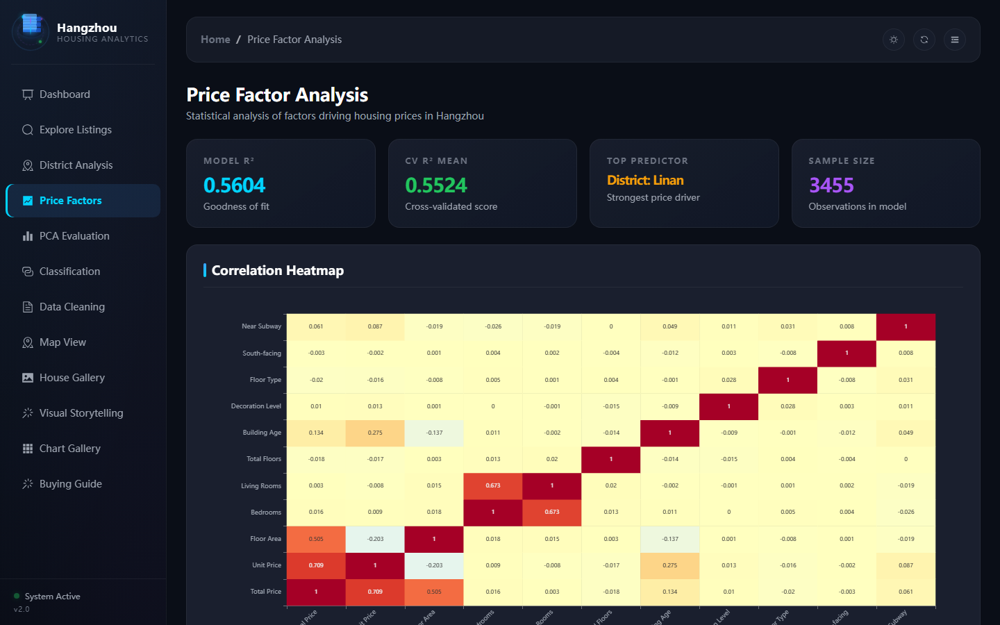 Hangzhou
HOUSING ANALYTICS
Dashboard
Explore Listings
District Analysis
Price Factors
PCA Evaluation
Classification
Data Cleaning
Map View
House Gallery
Visual Storytelling
Chart Gallery
Buying Guide
System Active
v2.0
Home / Price Factor Analysis
Price Factor Analysis
Statistical analysis of factors driving housing prices in Hangzhou
MODEL R²
0.5604
Goodness of fit
CV R² MEAN
0.5524
Cross-validated score
TOP PREDICTOR
District: Linan
Strongest price driver
SAMPLE SIZE
3455
Observations in model
Correlation Heatmap
Near Subway 0.061 0.087 -0.019 -0.026 -0.019 0 0.049 0.011 0.031 0.008 1
South-facing -0.003 -0.002 0.001 0.004 0.002 -0.004 -0.012 0.003 -0.008 1 0.008
Floor Type -0.02 -0.016 -0.008 0.005 0.001 0.004 -0.001 0.028 1 -0.008 0.031
Decoration Level 0.01 0.013 0.001 0 -0.001 -0.015 -0.009 1 0.028 0.003 0.011
Building Age 0.134 0.275 -0.137 0.011 -0.002 -0.014 1 -0.009 -0.001 -0.012 0.049
Total Floors -0.018 -0.017 0.003 0.013 0.02 1 -0.014 -0.015 0.004 -0.004 0
Living Rooms 0.003 -0.008 0.015 0.673 1 0.02 -0.002 -0.001 0.001 0.002 -0.019
Bedrooms 0.016 0.009 0.018 1 0.673 0.013 0.011 0 0.005 0.004 -0.026
Floor Area 0.505 -0.203 1 0.018 0.015 0.003 -0.137 0.001 -0.008 0.001 -0.019
Unit Price 0.709 1 -0.203 0.009 -0.008 -0.017 0.275 0.013 -0.016 -0.002 0.087
Total Price 1 0.709 0.505 0.016 0.003 -0.018 0.134 0.01 -0.02 -0.003 0.061
al Price it Price or Area drooms Rooms l Floors ng Age n Level or Type facing Subway